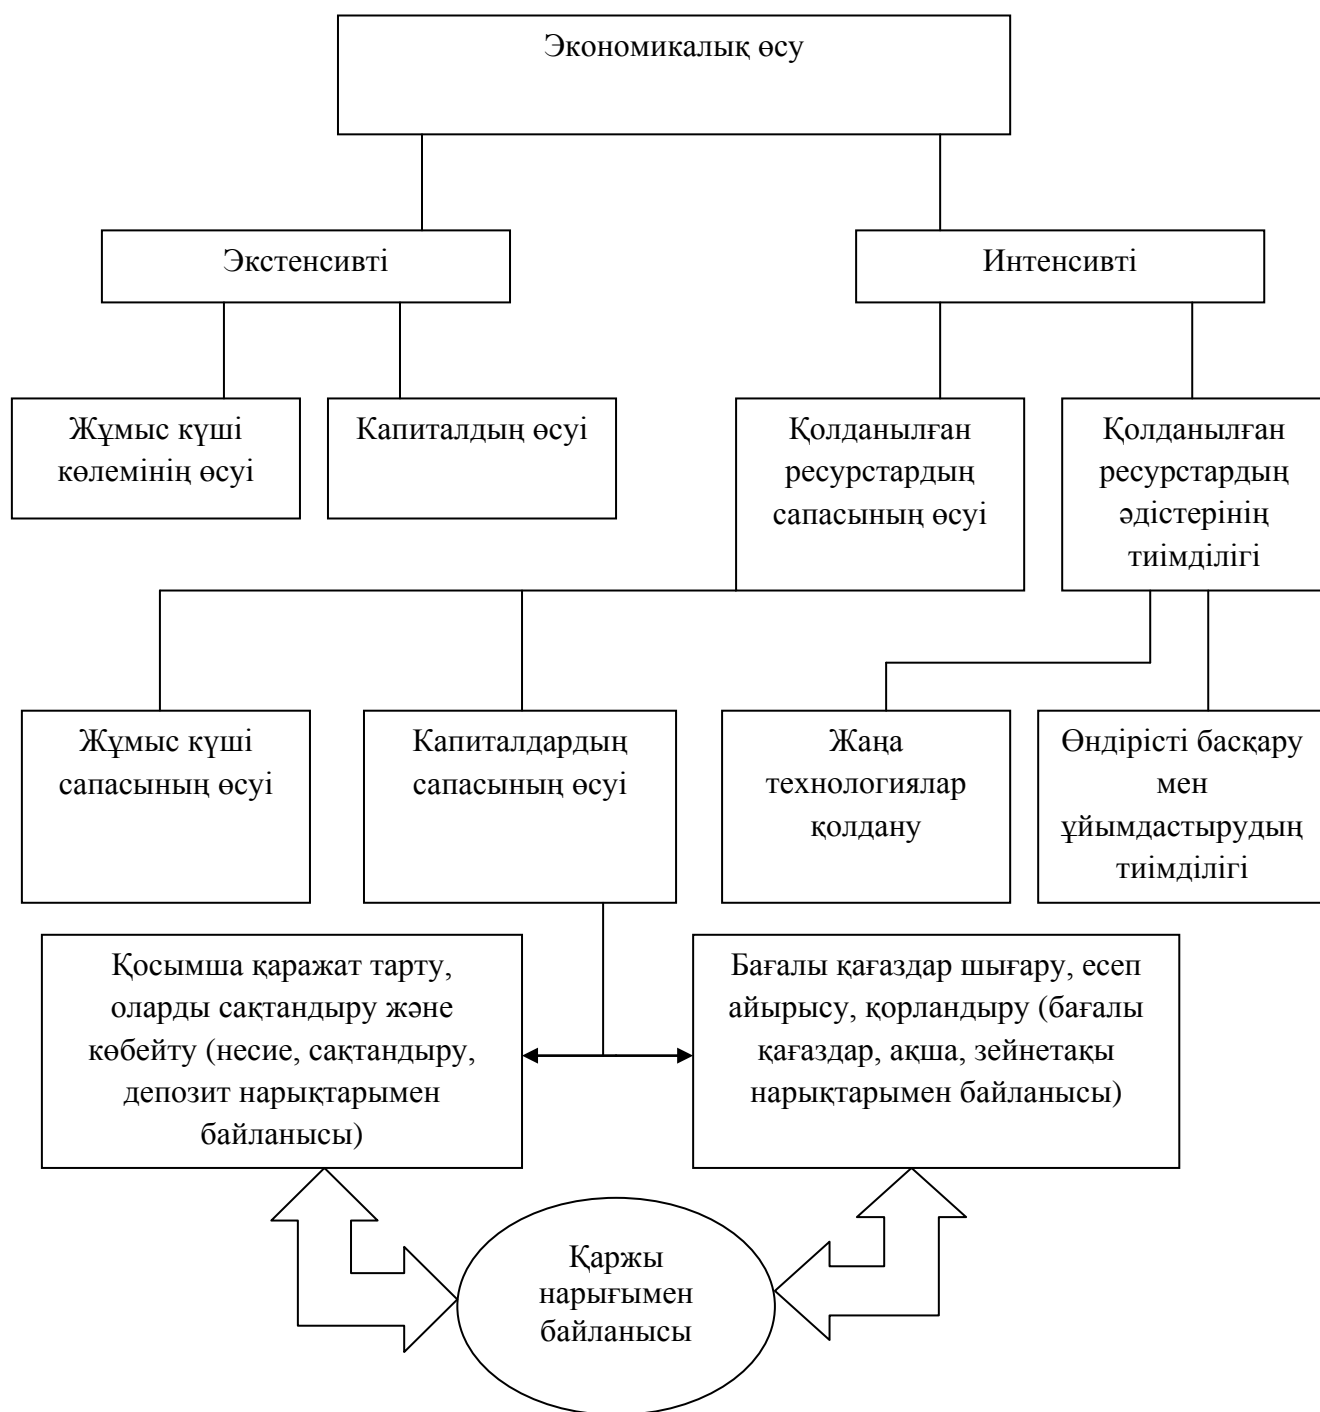 Экономикалық өсу
Экстенсивті
Интенсивті
Жұмыс күші
көлемінің өсуі
Капиталдың өсуі
Қолданылған
ресурстардың
сапасының өсуі
Қолданылған
ресурстардың
әдістерінің
тиімділігі
Жұмыс күші
сапасының өсуі
Капиталдардың
сапасының өсуі
Жаңа
технологиялар
қолдану
Өндірісті басқару
мен
ұйымдастырудың
тиімділігі
Қосымша қаражат тарту,
оларды сақтандыру және
көбейту (несие, сақтандыру,
депозит нарықтарымен
байланысы)
Бағалы қағаздар шығару, есеп
айырысу, қорландыру (бағалы
қағаздар, ақша, зейнетақы
нарықтарымен байланысы)
Қаржы
нарығымен
байланысы